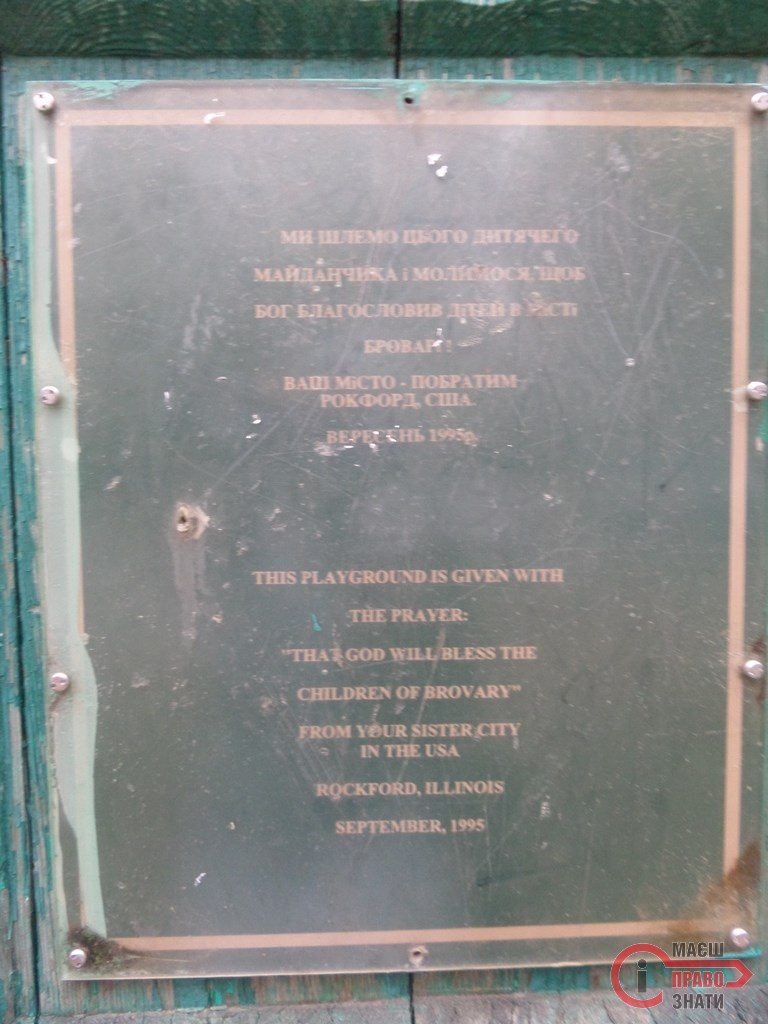 МИ ШЛЕМО ЦЬОГО ДИТЯЧЕГО
МАЙДАНЧИКА і МОЛИМОСЯ, ЩОБ
БОГ БЛАГОСЛОВИВ ДіТЕЙ В МіСТі
БРОВАРИ!
ВАШ МіСТО - ПОБРАТИМ
РОКФОРД, США.
ВЕРЕСЕНЬ 1995р.
THIS PLAYGROUND IS GIVEN WITH
THE PRAYER:
"THAT GOD WILL BLESS THE
CHILDREN OF BROVARY"
FROM YOUR SISTER CITY
IN THE USA
ROCKFORD, ILLINOIS
SEPTEMBER, 1995
МАЄШ
ПРАВО
ЗНАТИ